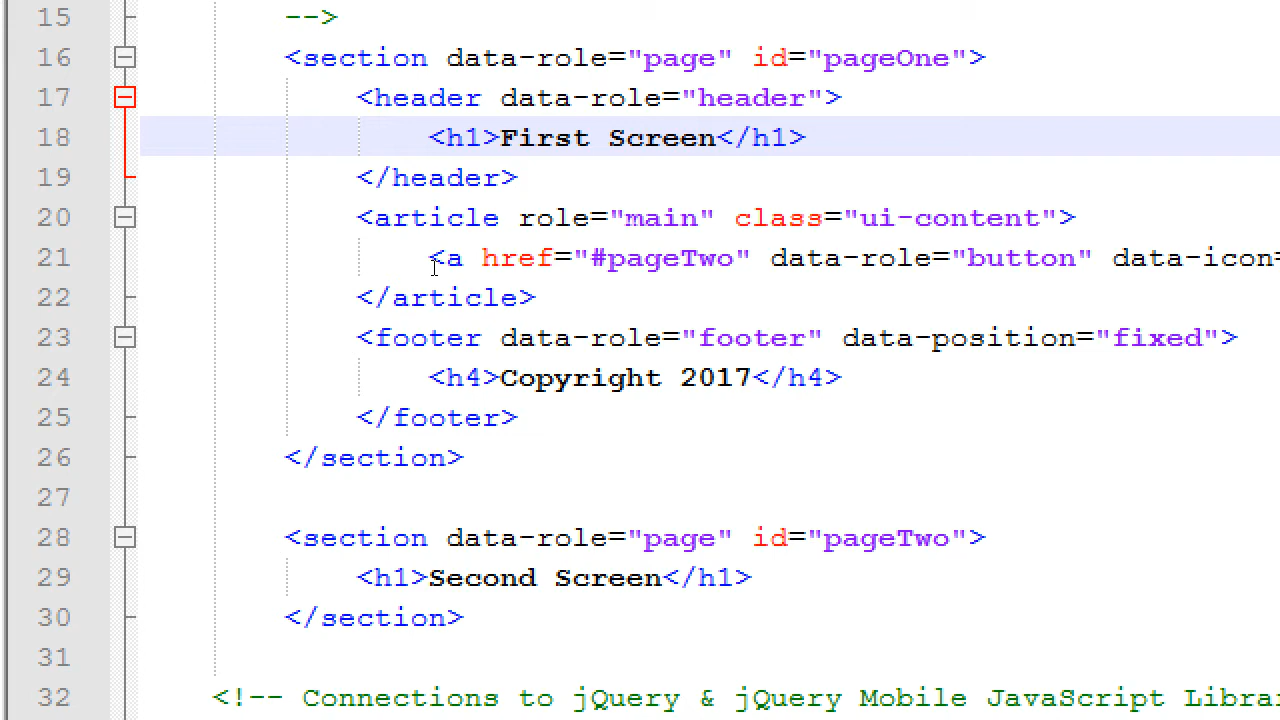 15 -->
16 <section data-role="page" id="pageOne">
17 <header data-role="header">
18 <h1>First Screen</h1>
19 </header>
20 <article role="main" class="ui-content">
21 <a href="#pageTwo" data-role="button" data-icon=
22 </article>
23 <footer data-role="footer" data-position="fixed">
24 <h4>Copyright 2017</h4>
25 </footer>
26 </section>
27
28 <section data-role="page" id="pageTwo">
29 <h1>Second Screen</h1>
30 </section>
31
32 <!-- Connections to jQuery & jQuery Mobile JavaScript